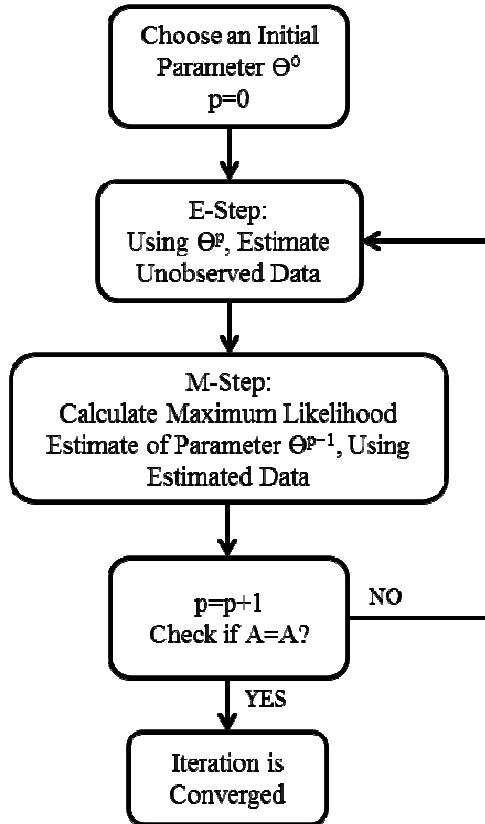 Choose an Initial
Parameter Θ⁰
p=0
E-Step:
Using Θᵖ, Estimate
Unobserved Data
M-Step:
Calculate Maximum Likelihood
Estimate of Parameter Θᵖ⁻¹, Using
Estimated Data
p=p+1
Check if A=A?
NO
YES
Iteration is
Converged